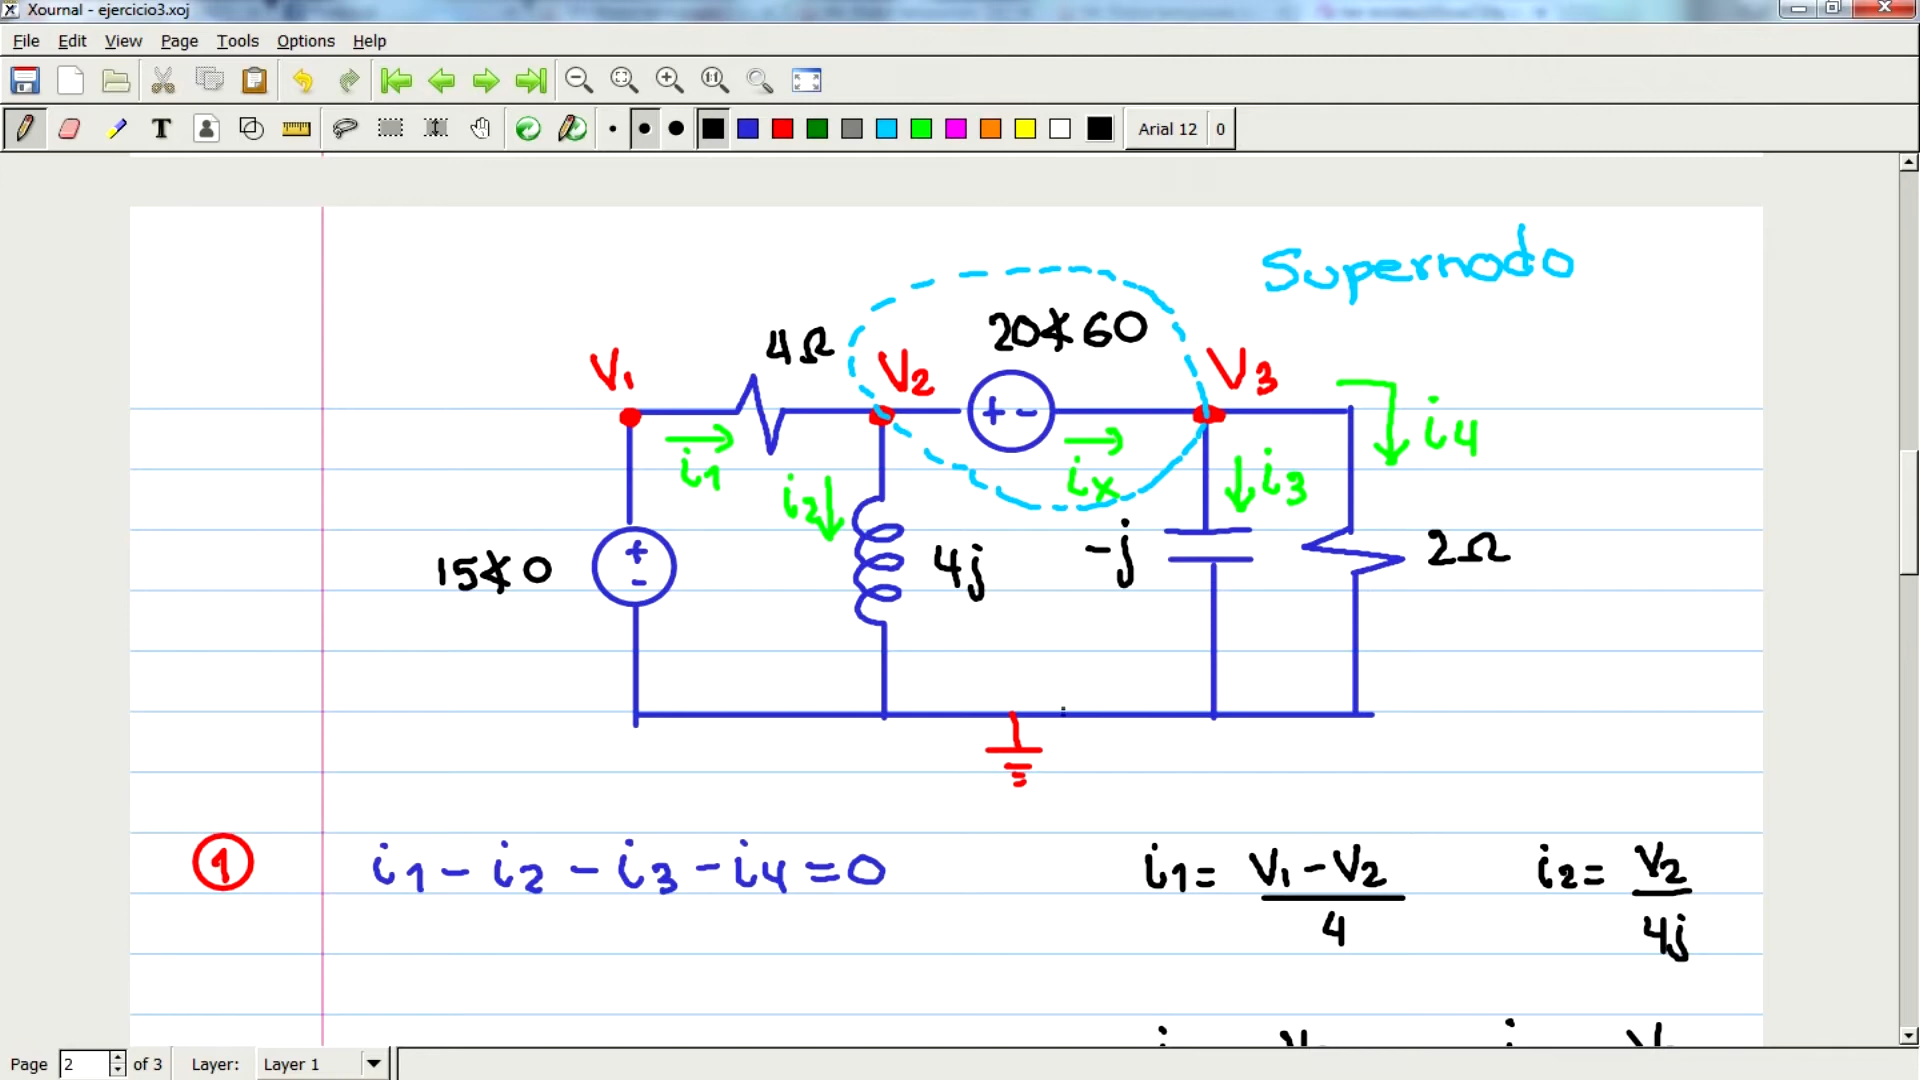 Xournal - ejercicio3.xoj
File Edit View Page Tools Options Help
Arial 12 0
Supernodo
4Ω 20∡60
V1 V2 V3
+ -
i1 i2 ix i3 i4
15∡0 + - 4j -j 2Ω
1 i1 - i2 - i3 - i4 = 0 i1 = V1 - V2 / 4 i2 = V2 / 4j
Page 2 of 3 Layer: Layer 1